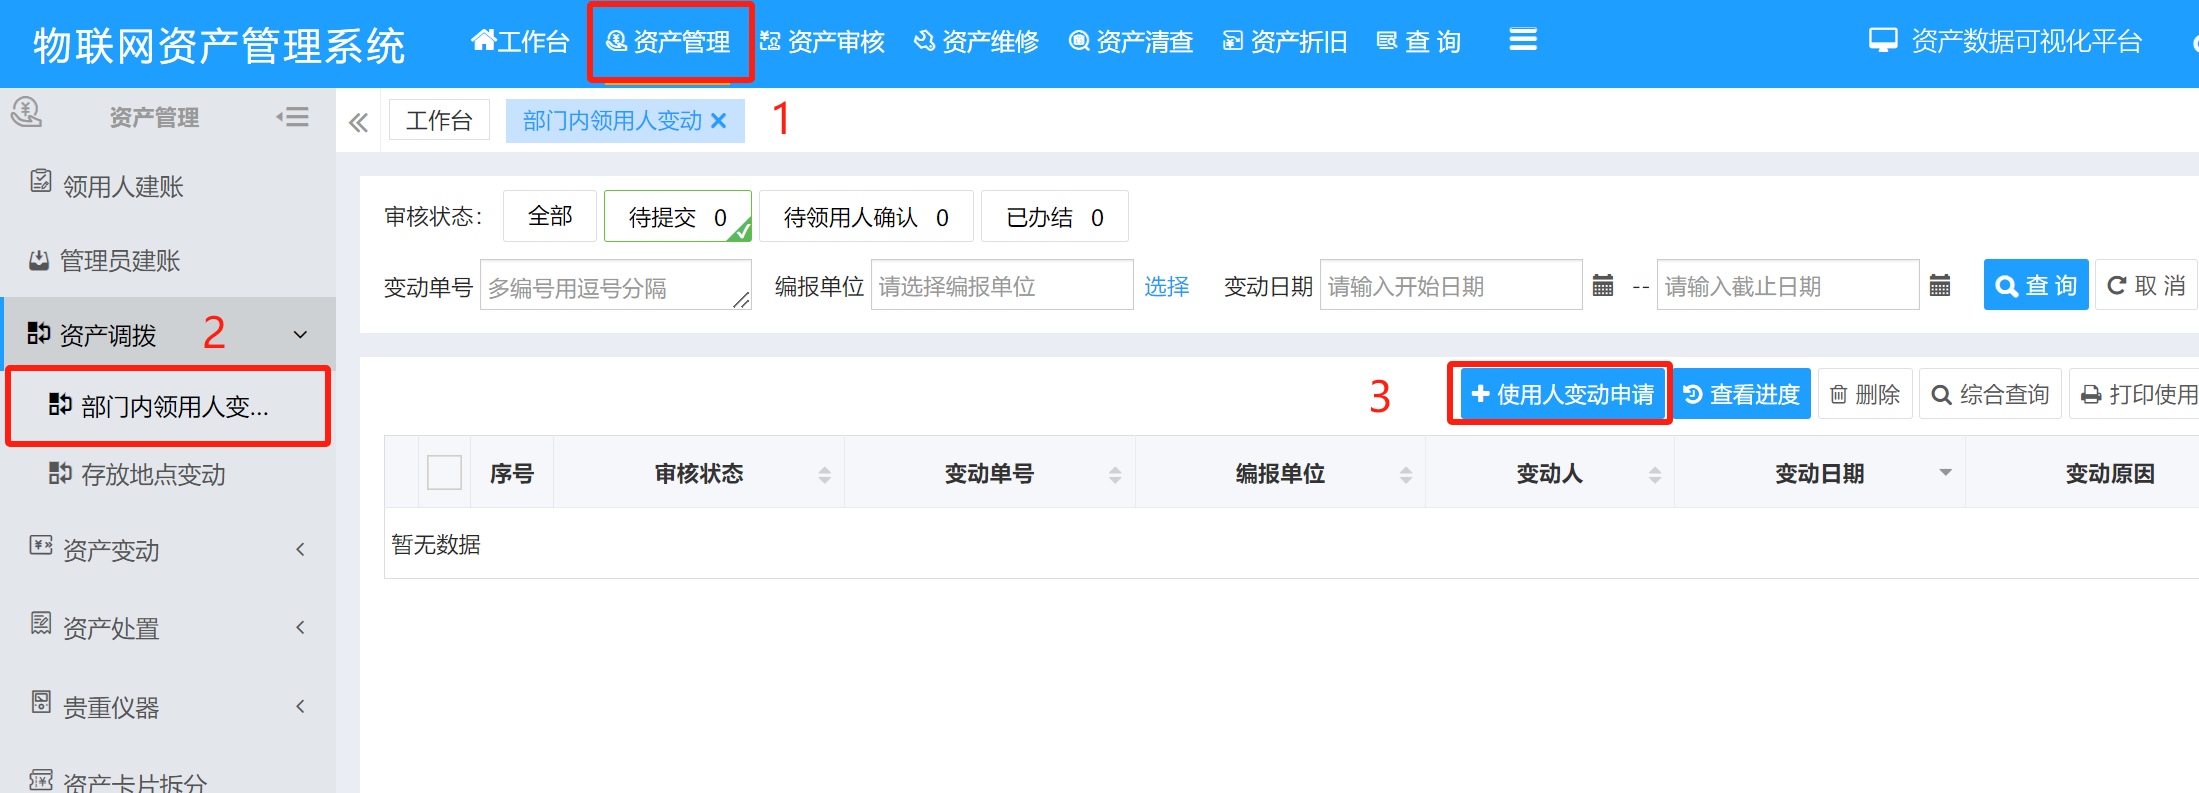 物联网资产管理系统
工作台 资产管理 资产审核 资产维修 资产清查 资产折旧 查 询
资产数据可视化平台
资产管理
工作台 部门内领用人变动
1
领用人建账
管理员建账
资产调拨
2
部门内领用人变...
存放地点变动
资产变动
资产处置
贵重仪器
资产卡片拆分
审核状态: 全部 待提交 0 待领用人确认 0 已办结 0
变动单号 多编号用逗号分隔 编报单位 请选择编报单位 选择 变动日期 请输入开始日期 -- 请输入截止日期 查 询 取 消
3
使用人变动申请 查看进度 删除 综合查询 打印使用
序号 审核状态 变动单号 编报单位 变动人 变动日期 变动原因
暂无数据